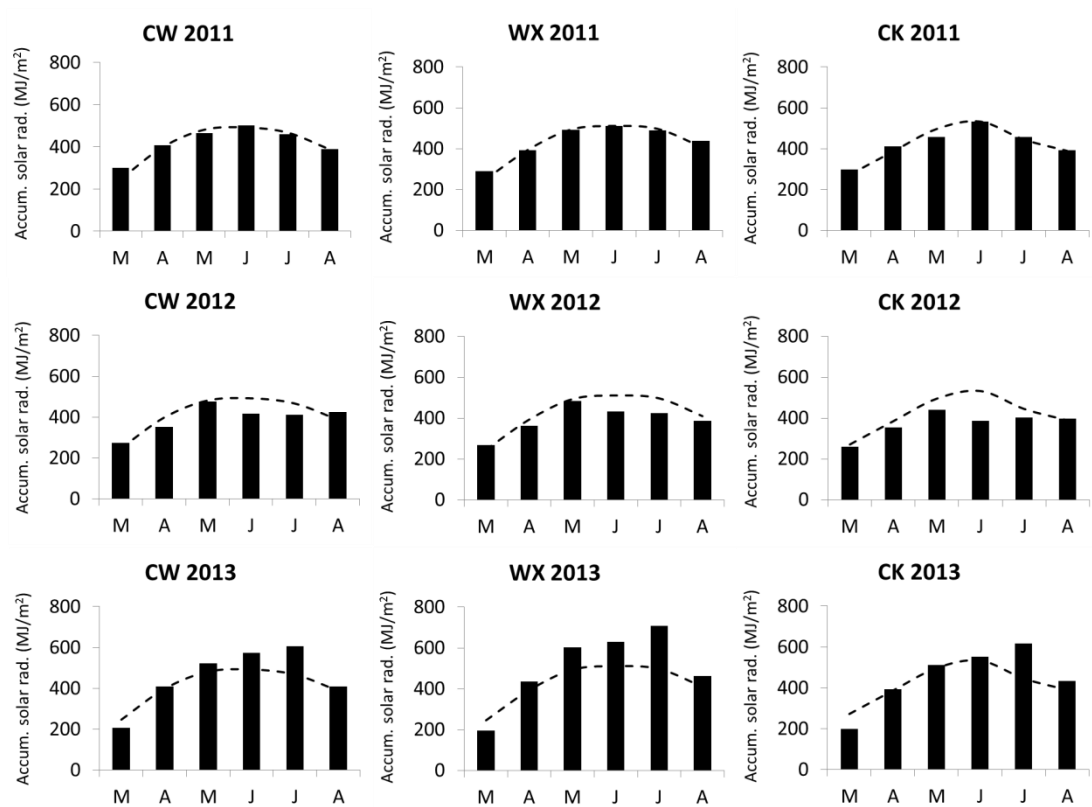 CW 2011
Accum. solar rad. (MJ/m²)
800
600
400
200
0
M A M J J A
WX 2011
Accum. solar rad. (MJ/m²)
800
600
400
200
0
M A M J J A
CK 2011
Accum. solar rad. (MJ/m²)
800
600
400
200
0
M A M J J A
CW 2012
Accum. solar rad. (MJ/m²)
800
600
400
200
0
M A M J J A
WX 2012
Accum. solar rad. (MJ/m²)
800
600
400
200
0
M A M J J A
CK 2012
Accum. solar rad. (MJ/m²)
800
600
400
200
0
M A M J J A
CW 2013
Accum. solar rad. (MJ/m²)
800
600
400
200
0
M A M J J A
WX 2013
Accum. solar rad. (MJ/m²)
800
600
400
200
0
M A M J J A
CK 2013
Accum. solar rad. (MJ/m²)
800
600
400
200
0
M A M J J A